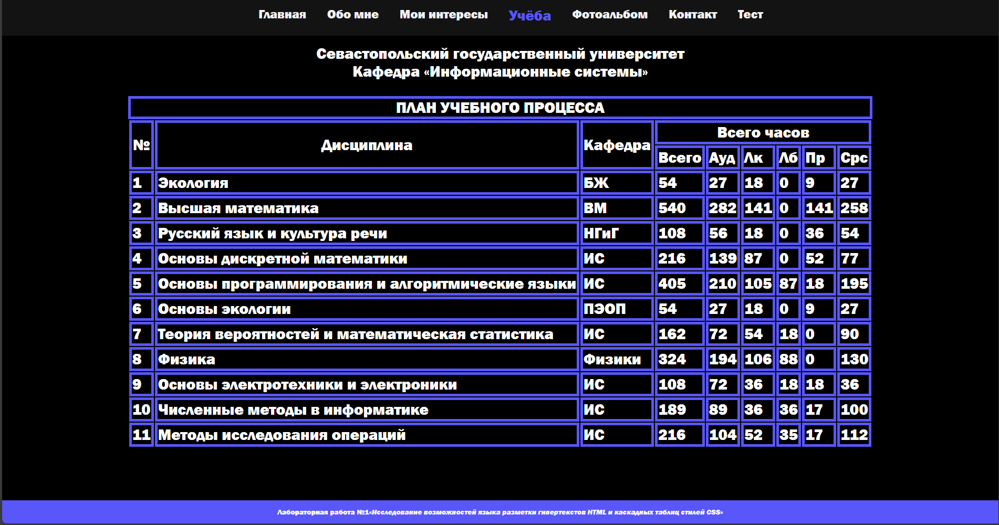 Главная Обо мне Мои интересы Учёба Фотоальбом Контакт Тест
Севастопольский государственный университет
Кафедра «Информационные системы»
ПЛАН УЧЕБНОГО ПРОЦЕССА
№ Дисциплина Кафедра Всего часов
Всего Ауд Лк Лб Пр Срс
1 Экология БЖ 54 27 18 0 9 27
2 Высшая математика ВМ 540 282 141 0 141 258
3 Русский язык и культура речи НГиГ 108 56 18 0 36 54
4 Основы дискретной математики ИС 216 139 87 0 52 77
5 Основы программирования и алгоритмические языки ИС 405 210 105 87 18 195
6 Основы экологии ПЭОП 54 27 18 0 9 27
7 Теория вероятностей и математическая статистика ИС 162 72 54 18 0 90
8 Физика Физики 324 194 106 88 0 130
9 Основы электротехники и электроники ИС 108 72 36 18 18 36
10 Численные методы в информатике ИС 189 89 36 36 17 100
11 Методы исследования операций ИС 216 104 52 35 17 112
Лабораторная работа №1«Исследование возможностей языка разметки гипертекстов HTML и каскадных таблиц стилей CSS»